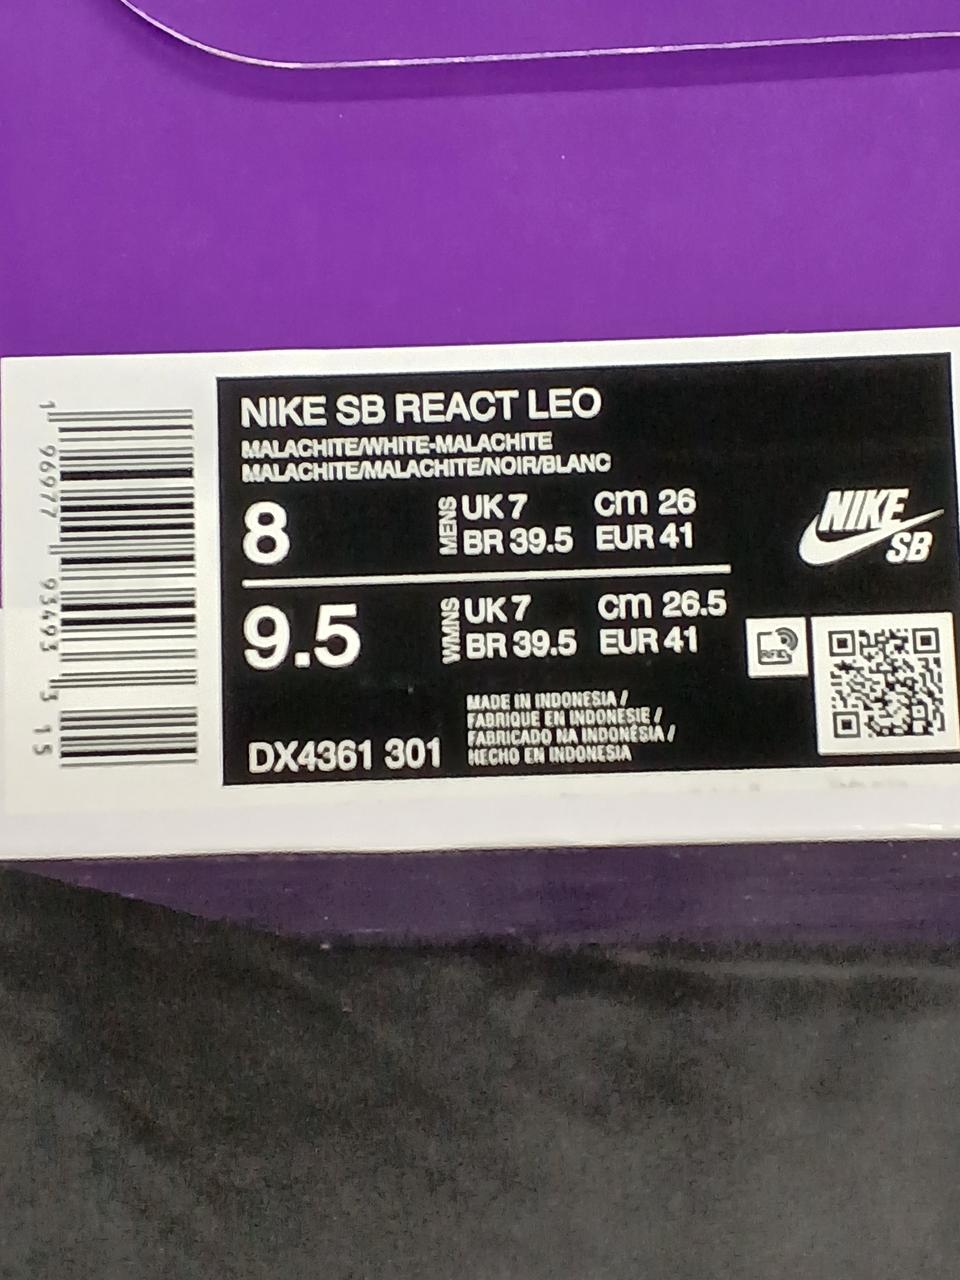 NIKE SB REACT LEO
MALACHITE/WHITE-MALACHITE
MALACHITE/MALACHITE/NOIR/BLANC
8
MENS
UK 7 cm 26
BR 39.5 EUR 41
9.5
WMNS
UK 7 cm 26.5
BR 39.5 EUR 41
NIKE
SB
RFID
MADE IN INDONESIA /
FABRIQUE EN INDONESIE /
FABRICADO NA INDONÉSIA /
HECHO EN INDONESIA
DX4361 301
1 96977 93493 3 15